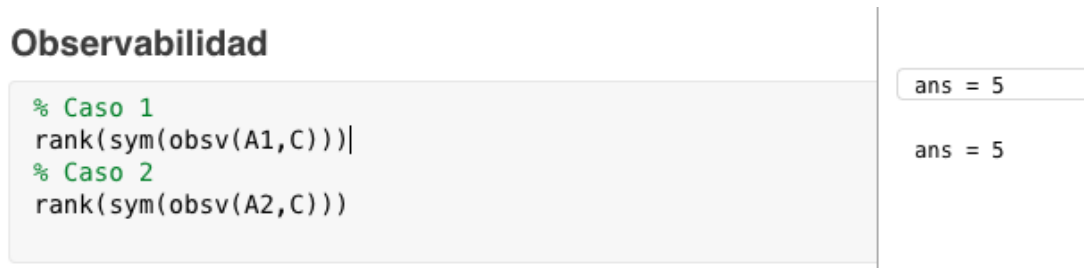 Observabilidad
% Caso 1
rank(sym(obsv(A1,C)))
% Caso 2
rank(sym(obsv(A2,C)))
ans = 5
ans = 5